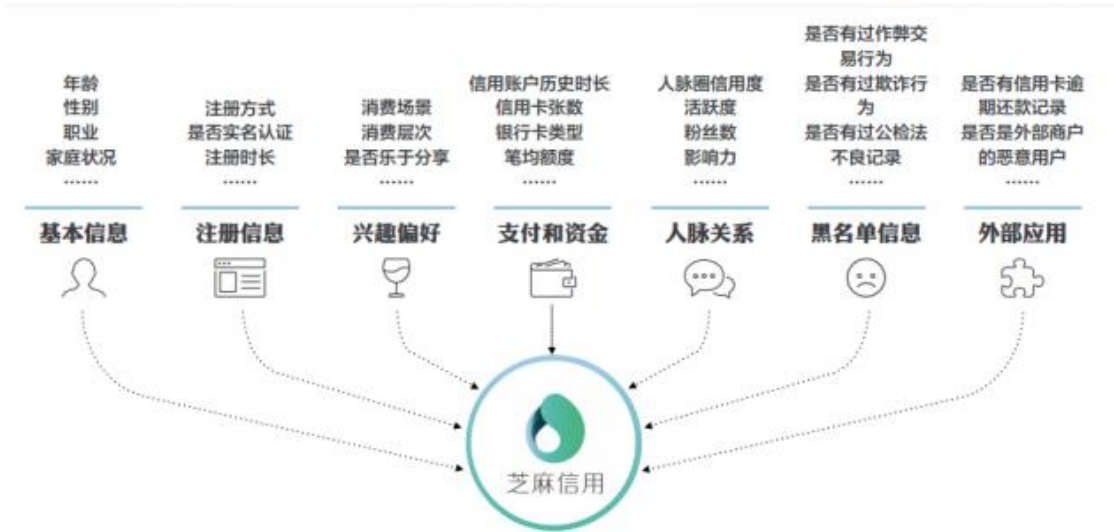 年龄
性别
职业
家庭状况
……
基本信息
注册方式
是否实名认证
注册时长
……
注册信息
消费场景
消费层次
是否乐于分享
……
兴趣偏好
信用账户历史时长
信用卡张数
银行卡类型
笔均额度
……
支付和资金
人脉圈信用度
活跃度
粉丝数
影响力
……
人脉关系
是否有过作弊交
易行为
是否有过欺诈行
为
是否有过公检法
不良记录
……
黑名单信息
是否有信用卡逾
期还款记录
是否是外部商户
的恶意用户
……
外部应用
芝麻信用